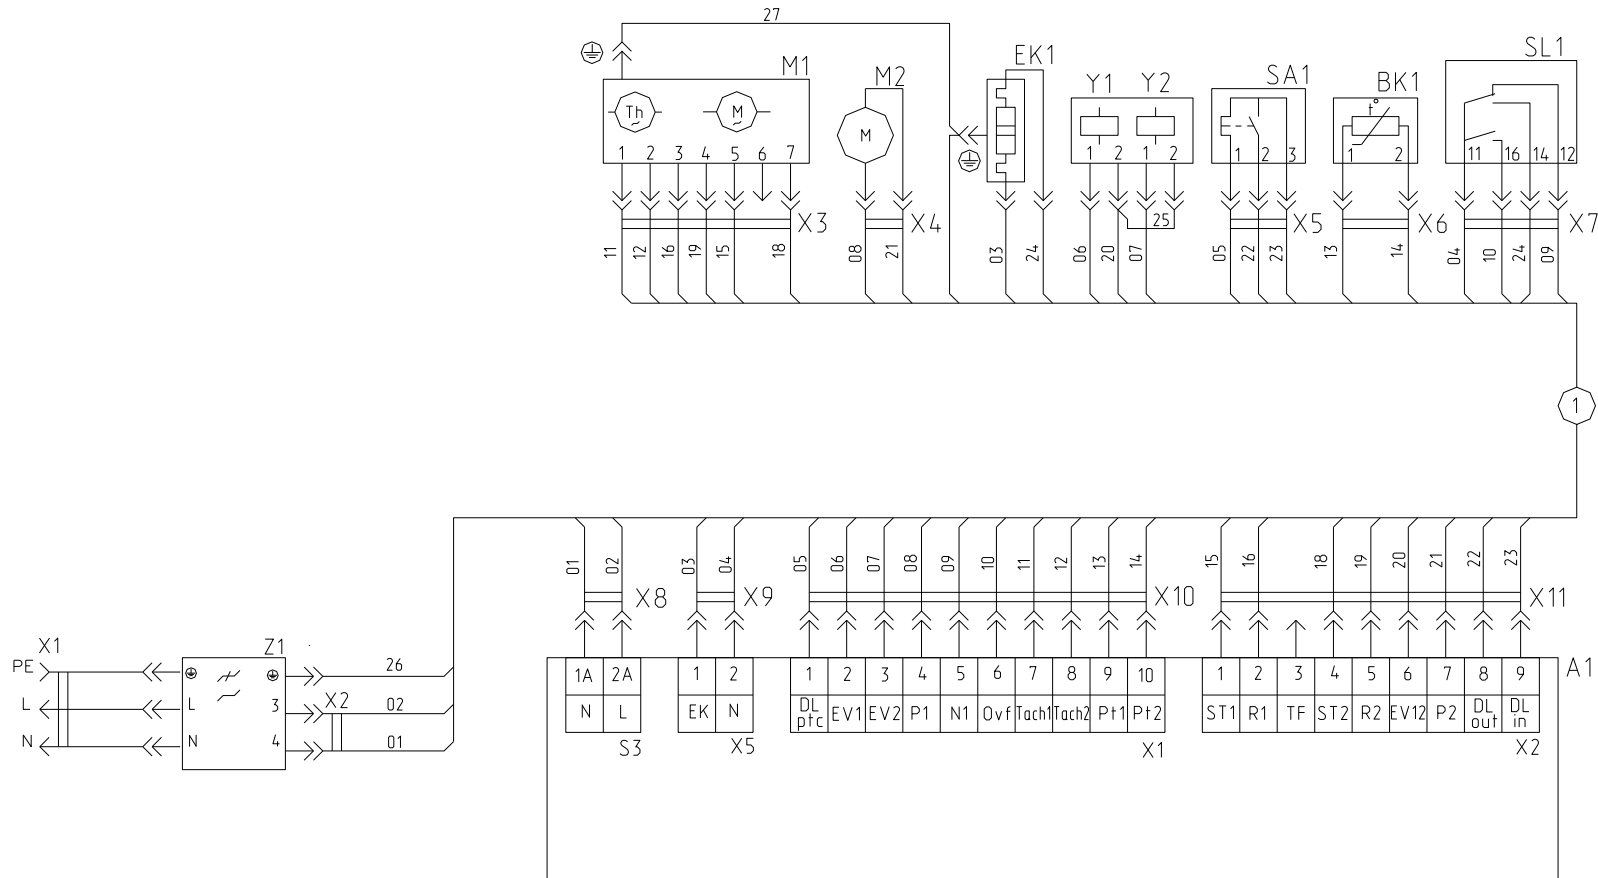 27
EK1
SL1
M1
M2
Y1 Y2
SA1
BK1
t°
Th
~
M
~
M
1 2 3 4 5 6 7
1 2 1 2
1 2 3
1 2
11 16 14 12
X3
X4
25
X5
X6
X7
11 12 16 19 15 18 08 21 03 24 06 20 07 05 22 23 13 14 04 10 24 09
1
01 02 03 04 05 06 07 08 09 10 11 12 13 14 15 16 18 19 20 21 22 23
X8
X9
X10
X11
X1
Z1
PE
26
L
L
3
X2
02
N
N
4
01
A1
1A 2A
N L
S3
1 2
EK N
X5
1 2 3 4 5 6 7 8 9 10
DL ptc EV1 EV2 P1 N1 Ovf Tach1 Tach2 Pt1 Pt2
X1
1 2 3 4 5 6 7 8 9
ST1 R1 TF ST2 R2 EV12 P2 DL out DL in
X2